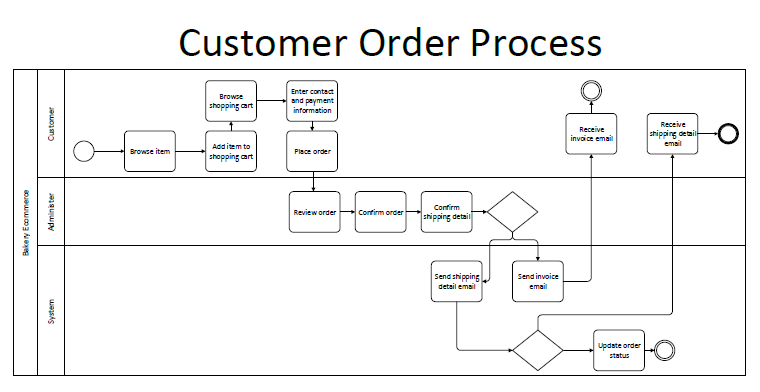 Customer Order Process
Bakery Ecommerce
Customer
Browse item
Add item to
shopping cart
Browse
shopping cart
Enter contact
and payment
information
Place order
Receive
invoice email
Receive
shipping detail
email
Administer
Review order
Confirm order
Confirm
shipping detail
System
Send shipping
detail email
Send invoice
email
Update order
status